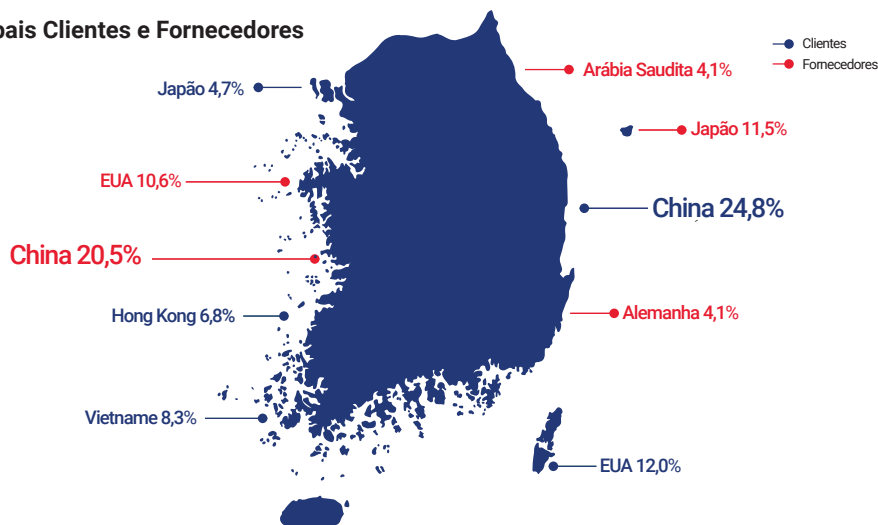 pais Clientes e Fornecedores
Clientes
Fornecedores
Arábia Saudita 4,1%
Japão 4,7%
Japão 11,5%
EUA 10,6%
China 24,8%
China 20,5%
Hong Kong 6,8%
Alemanha 4,1%
Vietname 8,3%
EUA 12,0%